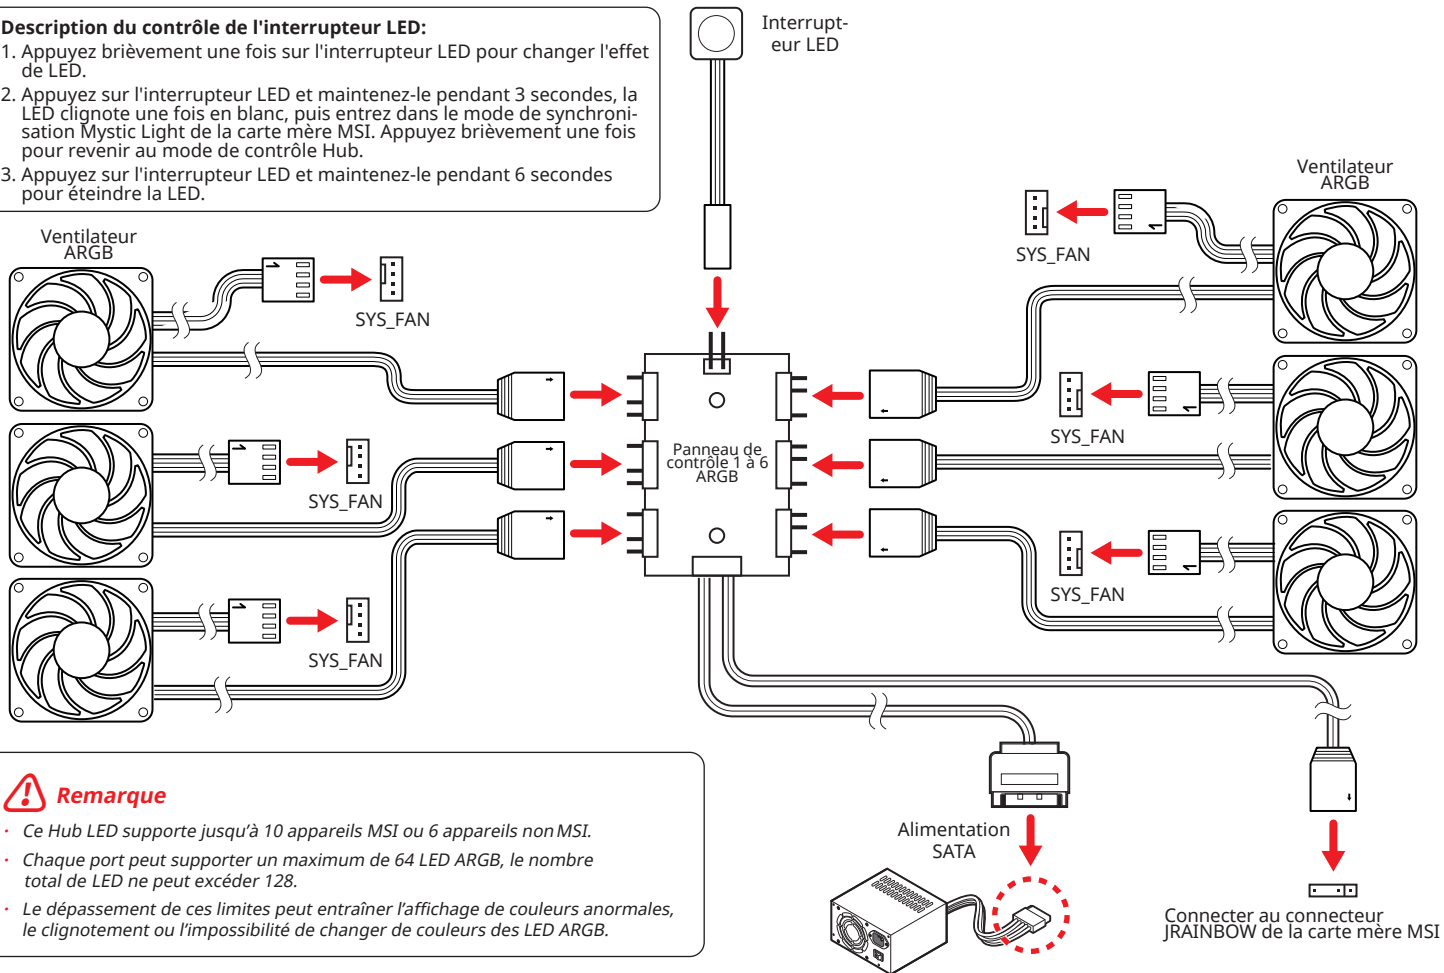 Description du contrôle de l'interrupteur LED:
1. Appuyez brièvement une fois sur l'interrupteur LED pour changer l'effet
de LED.
2. Appuyez sur l'interrupteur LED et maintenez-le pendant 3 secondes, la
LED clignote une fois en blanc, puis entrez dans le mode de synchroni-
sation Mystic Light de la carte mère MSI. Appuyez brièvement une fois
pour revenir au mode de contrôle Hub.
3. Appuyez sur l'interrupteur LED et maintenez-le pendant 6 secondes
pour éteindre la LED.
Interrupt-
eur LED
Ventilateur
ARGB
1
SYS_FAN
1
SYS_FAN
1
SYS_FAN
Ventilateur
ARGB
1
SYS_FAN
1
SYS_FAN
1
SYS_FAN
Panneau de
contrôle 1 à 6
ARGB
Remarque
· Ce Hub LED supporte jusqu’à 10 appareils MSI ou 6 appareils non MSI.
· Chaque port peut supporter un maximum de 64 LED ARGB, le nombre
total de LED ne peut excéder 128.
· Le dépassement de ces limites peut entraîner l’affichage de couleurs anormales,
le clignotement ou l’impossibilité de changer de couleurs des LED ARGB.
Alimentation
SATA
Connecter au connecteur
JRAINBOW de la carte mère MSI